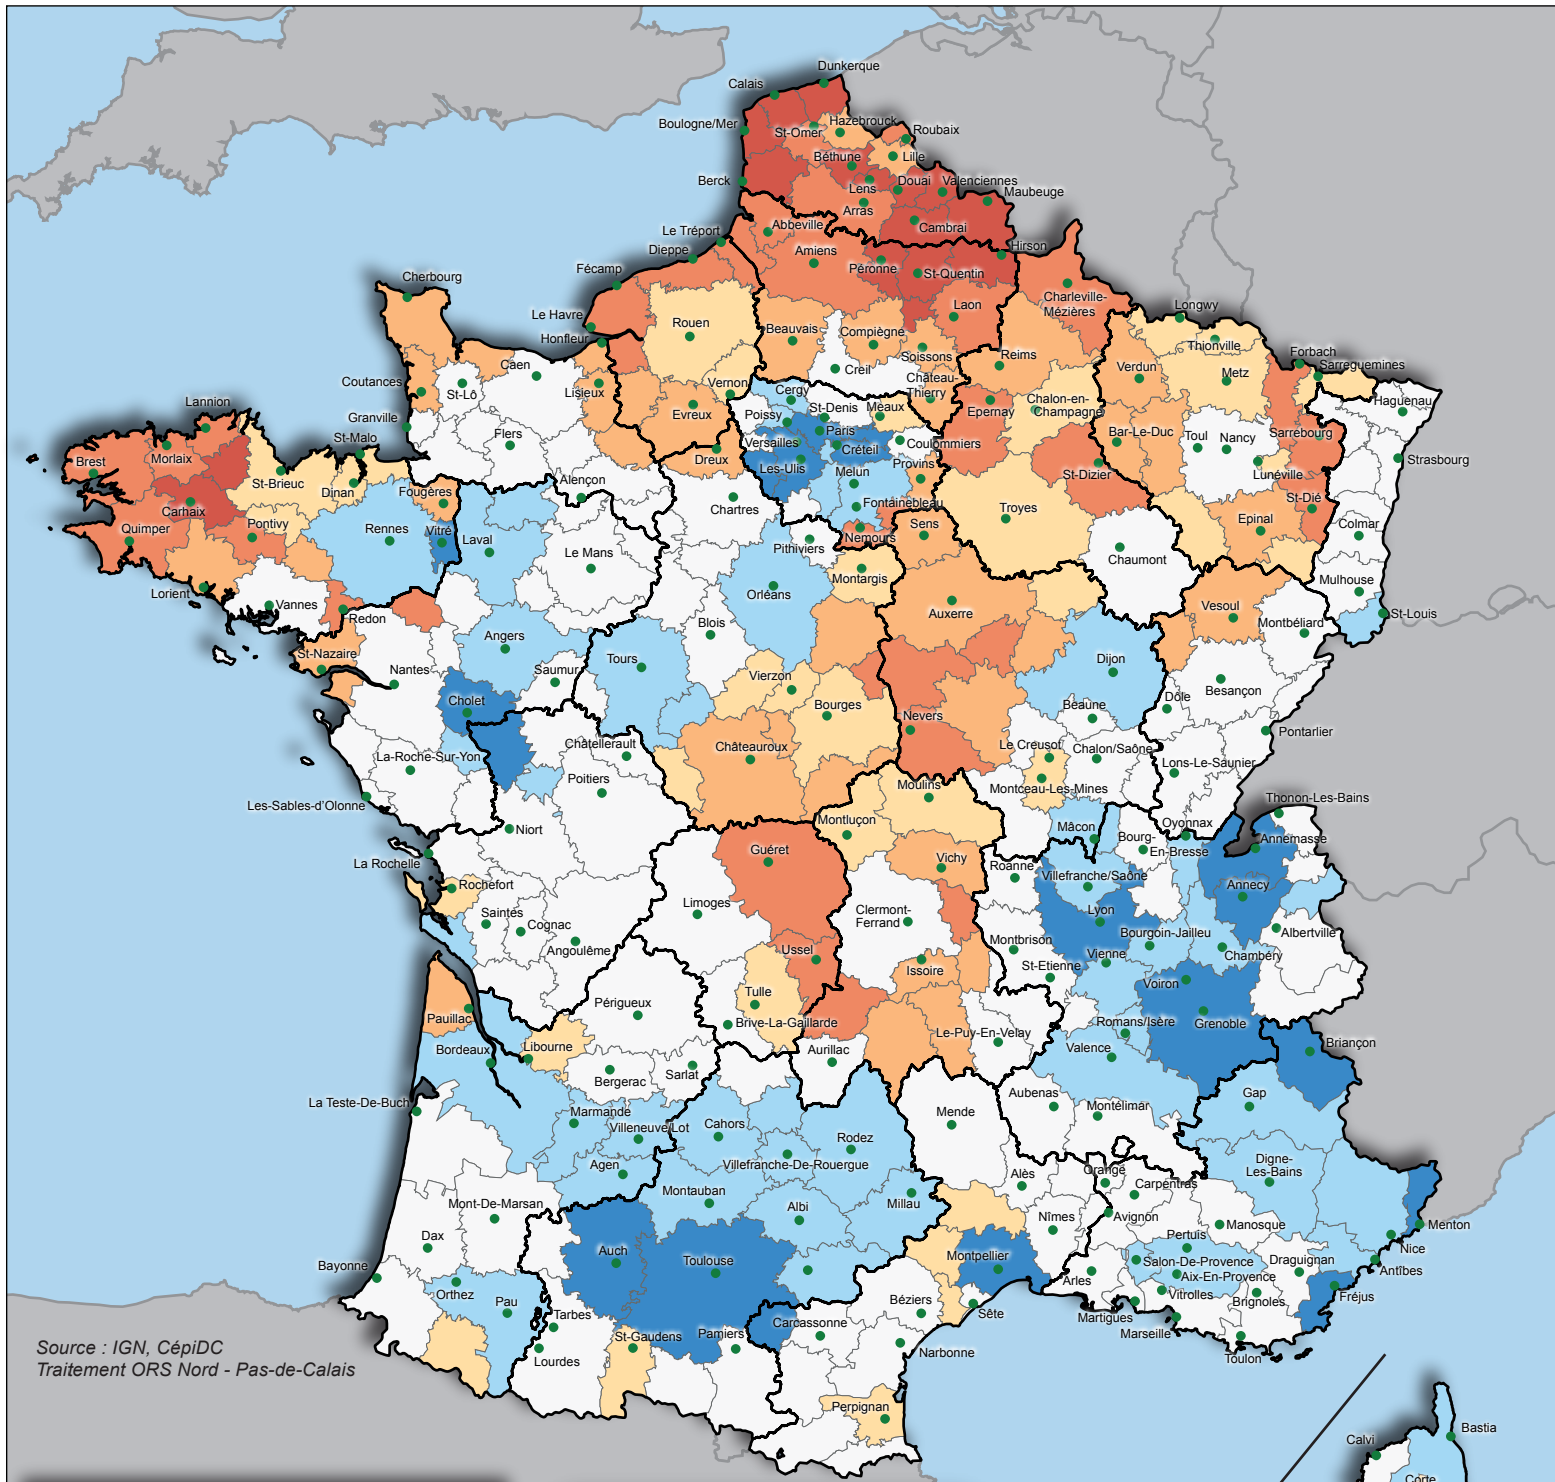 Dunkerque
Calais
Boulogne/Mer
St-Omer
Hazebrouck
Roubaix
Lille
Béthune
Berck
Lens
Douai
Valenciennes
Maubeuge
Arras
Cambrai
Le Tréport
Abbeville
Dieppe
Amiens
Hirson
Péronne
St-Quentin
Cherbourg
Fécamp
Laon
Charleville-
Mézières
Le Havre
Honfleur
Rouen
Beauvais
Compiègne
Longwy
Thionville
Soissons
Reims
Forbach
Sarreguemines
Coutances
Caen
St-Lô
Lisieux
Vernon
Creil
Château-
Thierry
Verdun
Metz
Evreux
Cergy
Meaux
Epernay
Chalon-en-
Champagne
Haguenau
Lannion
Granville
Poissy
St-Denis
Paris
Coulommiers
Bar-Le-Duc
Toul
Nancy
Sarrebourg
St-Malo
Flers
Versailles
Créteil
Dreux
Les-Ulis
Melun
Provins
St-Dizier
Lunéville
Strasbourg
Brest
Morlaix
St-Brieuc
Dinan
Fougères
Alençon
Chartres
Fontainebleau
Troyes
St-Dié
Carhaix
Pontivy
Quimper
Rennes
Vitré
Laval
Le Mans
Pithiviers
Nemours
Sens
Epinal
Colmar
Chaumont
Montargis
Mulhouse
Lorient
Vannes
Redon
Orléans
Auxerre
Vesoul
St-Louis
Montbéliard
Blois
Angers
St-Nazaire
Nantes
Saumur
Tours
Vierzon
Dijon
Besançon
Cholet
Bourges
Nevers
Beaune
Dôle
Châtellerault
Châteauroux
Le Creusot
Chalon/Saône
Pontarlier
La-Roche-Sur-Yon
Poitiers
Lons-Le-Saunier
Les-Sables-d'Olonne
Moulins
Montceau-Les-Mines
Thonon-Les-Bains
Niort
Montluçon
Mâcon
Oyonnax
Bourg-
En-Bresse
Annemasse
La Rochelle
Guéret
Vichy
Roanne
Villefranche/Saône
Rochefort
Annecy
Limoges
Clermont-
Ferrand
Lyon
Saintes
Cognac
Montbrison
Bourgoin-Jailleu
Albertville
Angoulême
Ussel
Vienne
Chambéry
St-Etienne
Issoire
Voiron
Périgueux
Tulle
Pauillac
Brive-La-Gaillarde
Le-Puy-En-Velay
Romans/Isère
Grenoble
Bordeaux
Libourne
Aurillac
Valence
Briançon
Bergerac
Sarlat
La Teste-De-Buch
Marmande
Villeneuve/Lot
Cahors
Rodez
Mende
Aubenas
Montélimar
Gap
Agen
Villefranche-De-Rouergue
Digne-
Les-Bains
Montauban
Millau
Alès
Orange
Carpentras
Mont-De-Marsan
Albi
Nîmes
Avignon
Manosque
Menton
Dax
Pertuis
Nice
Bayonne
Auch
Toulouse
Montpellier
Salon-De-Provence
Draguignan
Antîbes
Arles
Aix-En-Provence
Orthez
Pau
Vitrolles
Brignoles
Fréjus
Tarbes
Béziers
Sête
Martigues
St-Gaudens
Pamiers
Carcassonne
Marseille
Source : IGN, CépiDC
Traitement ORS Nord - Pas-de-Calais
Lourdes
Narbonne
Toulon
Perpignan
Bastia
Calvi
Corte